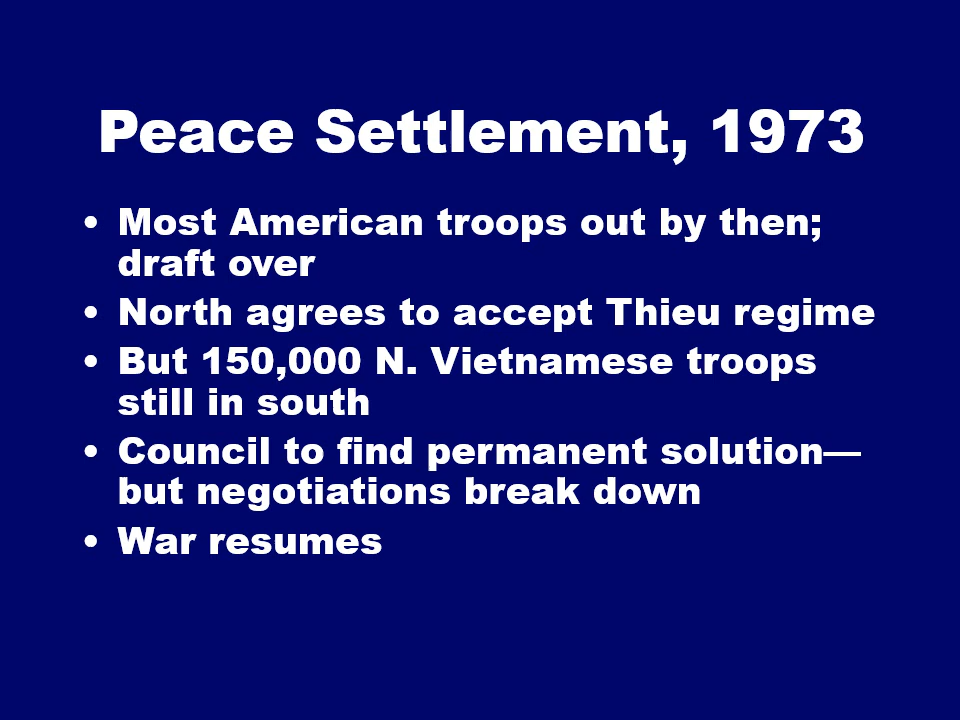 Peace Settlement, 1973
• Most American troops out by then;
draft over
• North agrees to accept Thieu regime
• But 150,000 N. Vietnamese troops
still in south
• Council to find permanent solution—
but negotiations break down
• War resumes